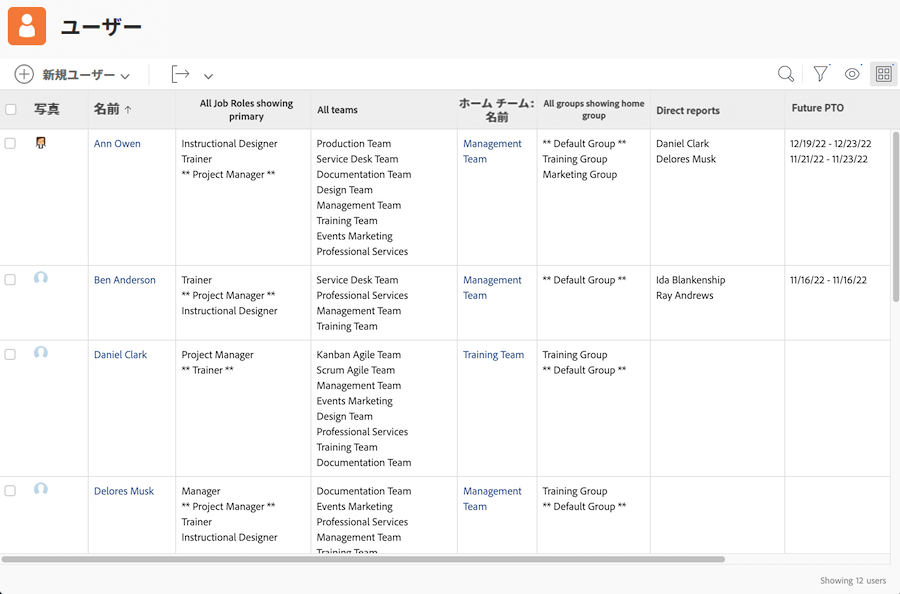 ユーザー
新規ユーザー
写真
名前 ↑
All Job Roles showing
primary
All teams
ホーム チーム:
名前
All groups showing home
group
Direct reports
Future PTO
Ann Owen
Instructional Designer
Trainer
** Project Manager **
Production Team
Service Desk Team
Documentation Team
Design Team
Management Team
Training Team
Events Marketing
Professional Services
Management
Team
** Default Group **
Training Group
Marketing Group
Daniel Clark
Delores Musk
12/19/22 - 12/23/22
11/21/22 - 11/23/22
Ben Anderson
Trainer
** Project Manager **
Instructional Designer
Service Desk Team
Professional Services
Management Team
Training Team
Management
Team
** Default Group **
Ida Blankenship
Ray Andrews
11/16/22 - 11/16/22
Daniel Clark
Project Manager
** Trainer **
Kanban Agile Team
Scrum Agile Team
Management Team
Events Marketing
Design Team
Professional Services
Training Team
Documentation Team
Training Team
Training Group
** Default Group **
Delores Musk
Manager
** Project Manager **
Trainer
Instructional Designer
Documentation Team
Events Marketing
Professional Services
Management Team
Training Team
Management
Team
Training Group
** Default Group **
Showing 12 users